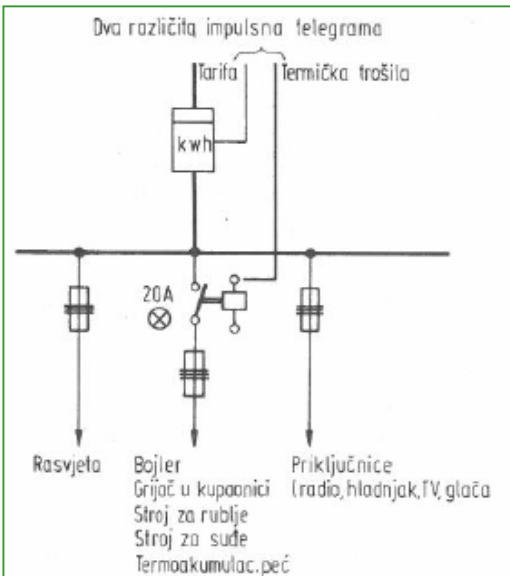 Dva različita impulsna telegrama
Tarifa
Termička trošila
kwh
20A
Rasvjeta
Bojler
Grijač u kupaonici
Stroj za rublje
Stroj za suđe
Termoakumulac.peć
Priključnice
(radio,hladnjak,TV,glača